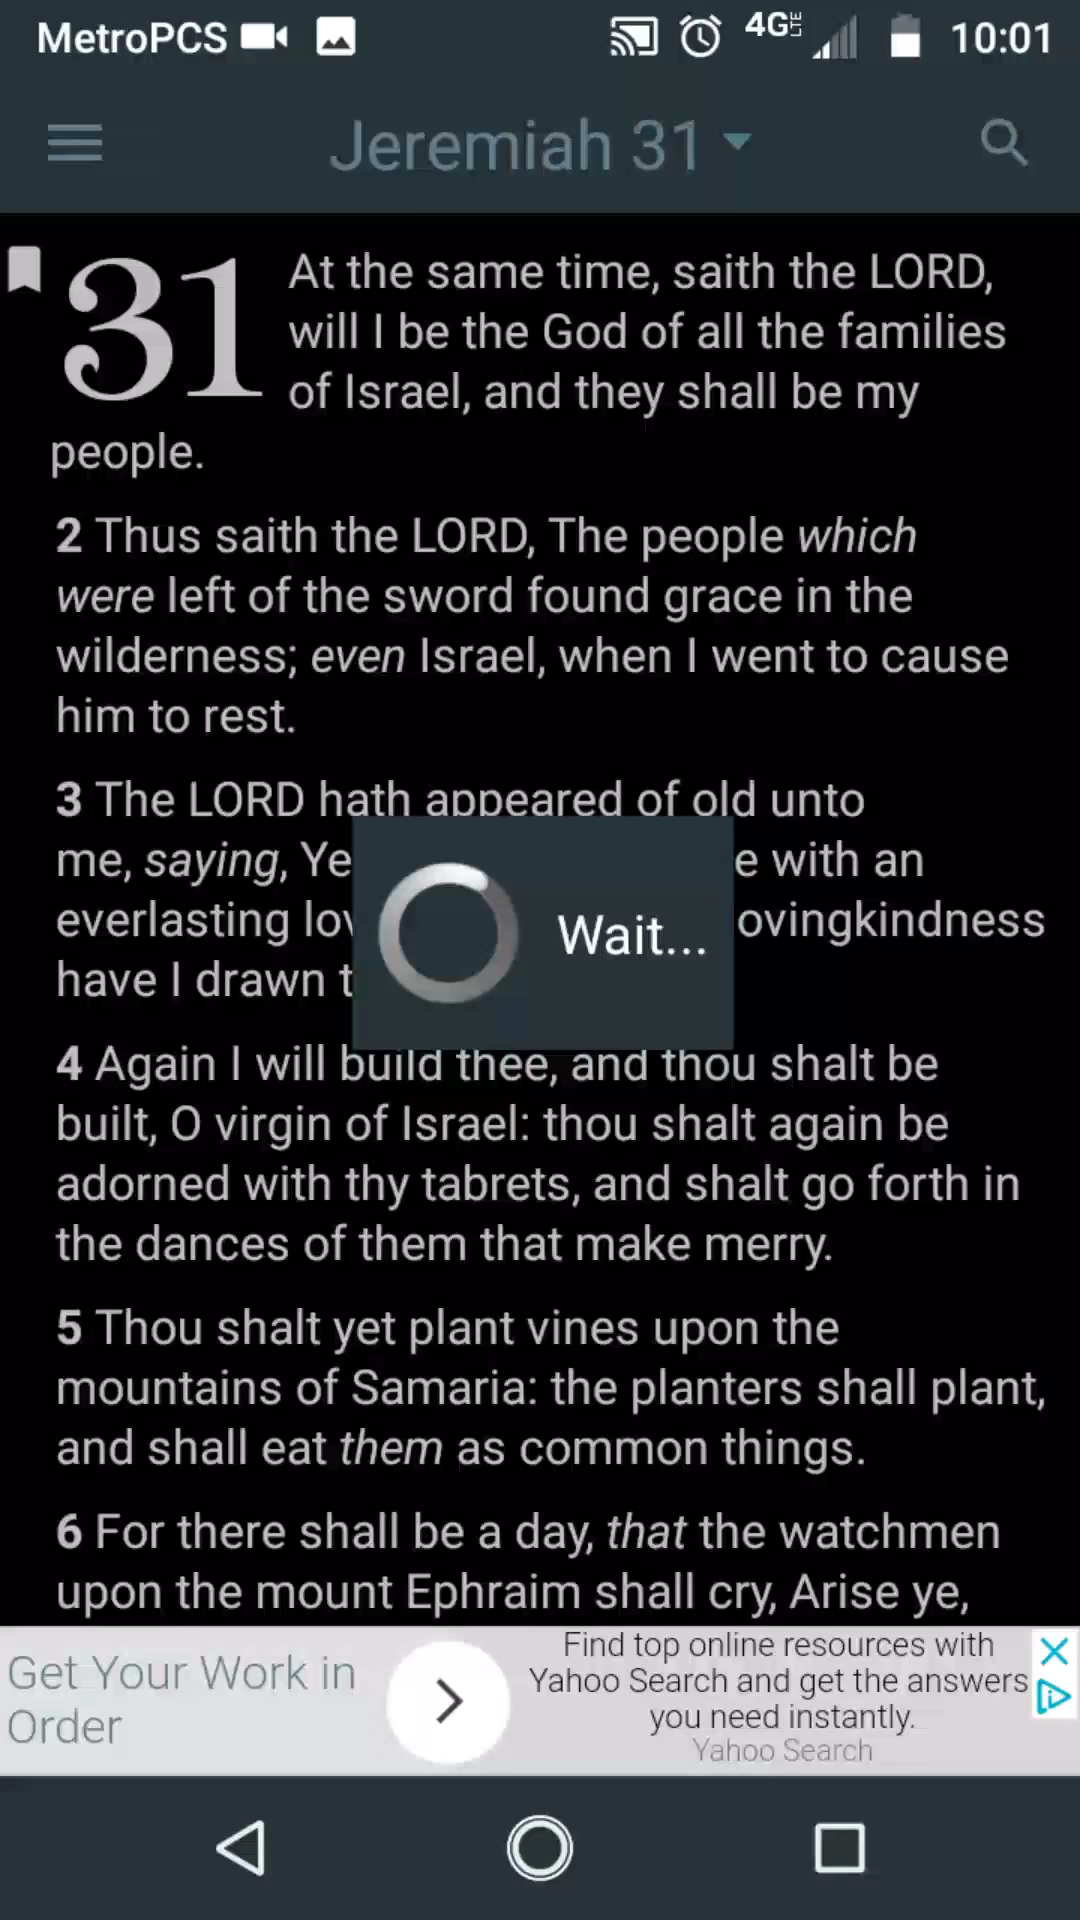 MetroPCS 4G LTE 10:01
Jeremiah 31
31 At the same time, saith the LORD,
will I be the God of all the families
of Israel, and they shall be my
people.
2 Thus saith the LORD, The people which
were left of the sword found grace in the
wilderness; even Israel, when I went to cause
him to rest.
3 The LORD hath appeared of old unto
me, saying, Ye e with an
everlasting lov ovingkindness
have I drawn t
Wait...
4 Again I will build thee, and thou shalt be
built, O virgin of Israel: thou shalt again be
adorned with thy tabrets, and shalt go forth in
the dances of them that make merry.
5 Thou shalt yet plant vines upon the
mountains of Samaria: the planters shall plant,
and shall eat them as common things.
6 For there shall be a day, that the watchmen
upon the mount Ephraim shall cry, Arise ye,
Get Your Work in
Order
Find top online resources with
Yahoo Search and get the answers
you need instantly.
Yahoo Search